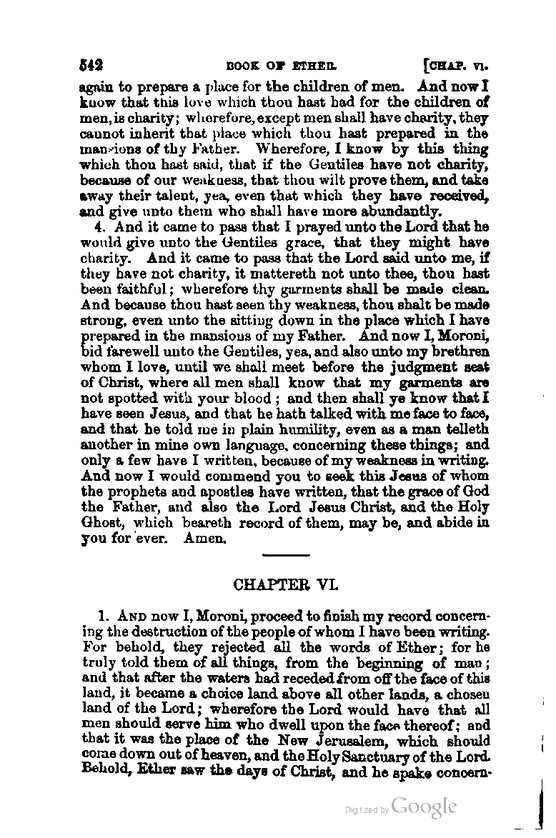 542 BOOK OF ETHER. [CHAP. VI.
again to prepare a place for the children of men. And now I
know that this love which thou hast had for the children of
men, is charity; wherefore, except men shall have charity, they
cannot inherit that place which thou hast prepared in the
mansions of thy Father. Wherefore, I know by this thing
which thou hast said, that if the Gentiles have not charity,
because of our weakness, that thou wilt prove them, and take
away their talent, yea, even that which they have received,
and give unto them who shall have more abundantly.
4. And it came to pass that I prayed unto the Lord that he
would give unto the Gentiles grace, that they might have
charity. And it came to pass that the Lord said unto me, if
they have not charity, it mattereth not unto thee, thou hast
been faithful; wherefore thy garments shall be made clean.
And because thou hast seen thy weakness, thou shalt be made
strong, even unto the sitting down in the place which I have
prepared in the mansions of my Father. And now I, Moroni,
bid farewell unto the Gentiles, yea, and also unto my brethren
whom I love, until we shall meet before the judgment seat
of Christ, where all men shall know that my garments are
not spotted with your blood; and then shall ye know that I
have seen Jesus, and that he hath talked with me face to face,
and that he told me in plain humility, even as a man telleth
another in mine own language, concerning these things; and
only a few have I written, because of my weakness in writing.
And now I would commend you to seek this Jesus of whom
the prophets and apostles have written, that the grace of God
the Father, and also the Lord Jesus Christ, and the Holy
Ghost, which beareth record of them, may be, and abide in
you for ever. Amen.
CHAPTER VI.
1. AND now I, Moroni, proceed to finish my record concern-
ing the destruction of the people of whom I have been writing.
For behold, they rejected all the words of Ether; for he
truly told them of all things, from the beginning of man;
and that after the waters had receded from off the face of this
land, it became a choice land above all other lands, a chosen
land of the Lord; wherefore the Lord would have that all
men should serve him who dwell upon the face thereof; and
that it was the place of the New Jerusalem, which should
come down out of heaven, and the Holy Sanctuary of the Lord.
Behold, Ether saw the days of Christ, and he spake concern-
Digitized by Google